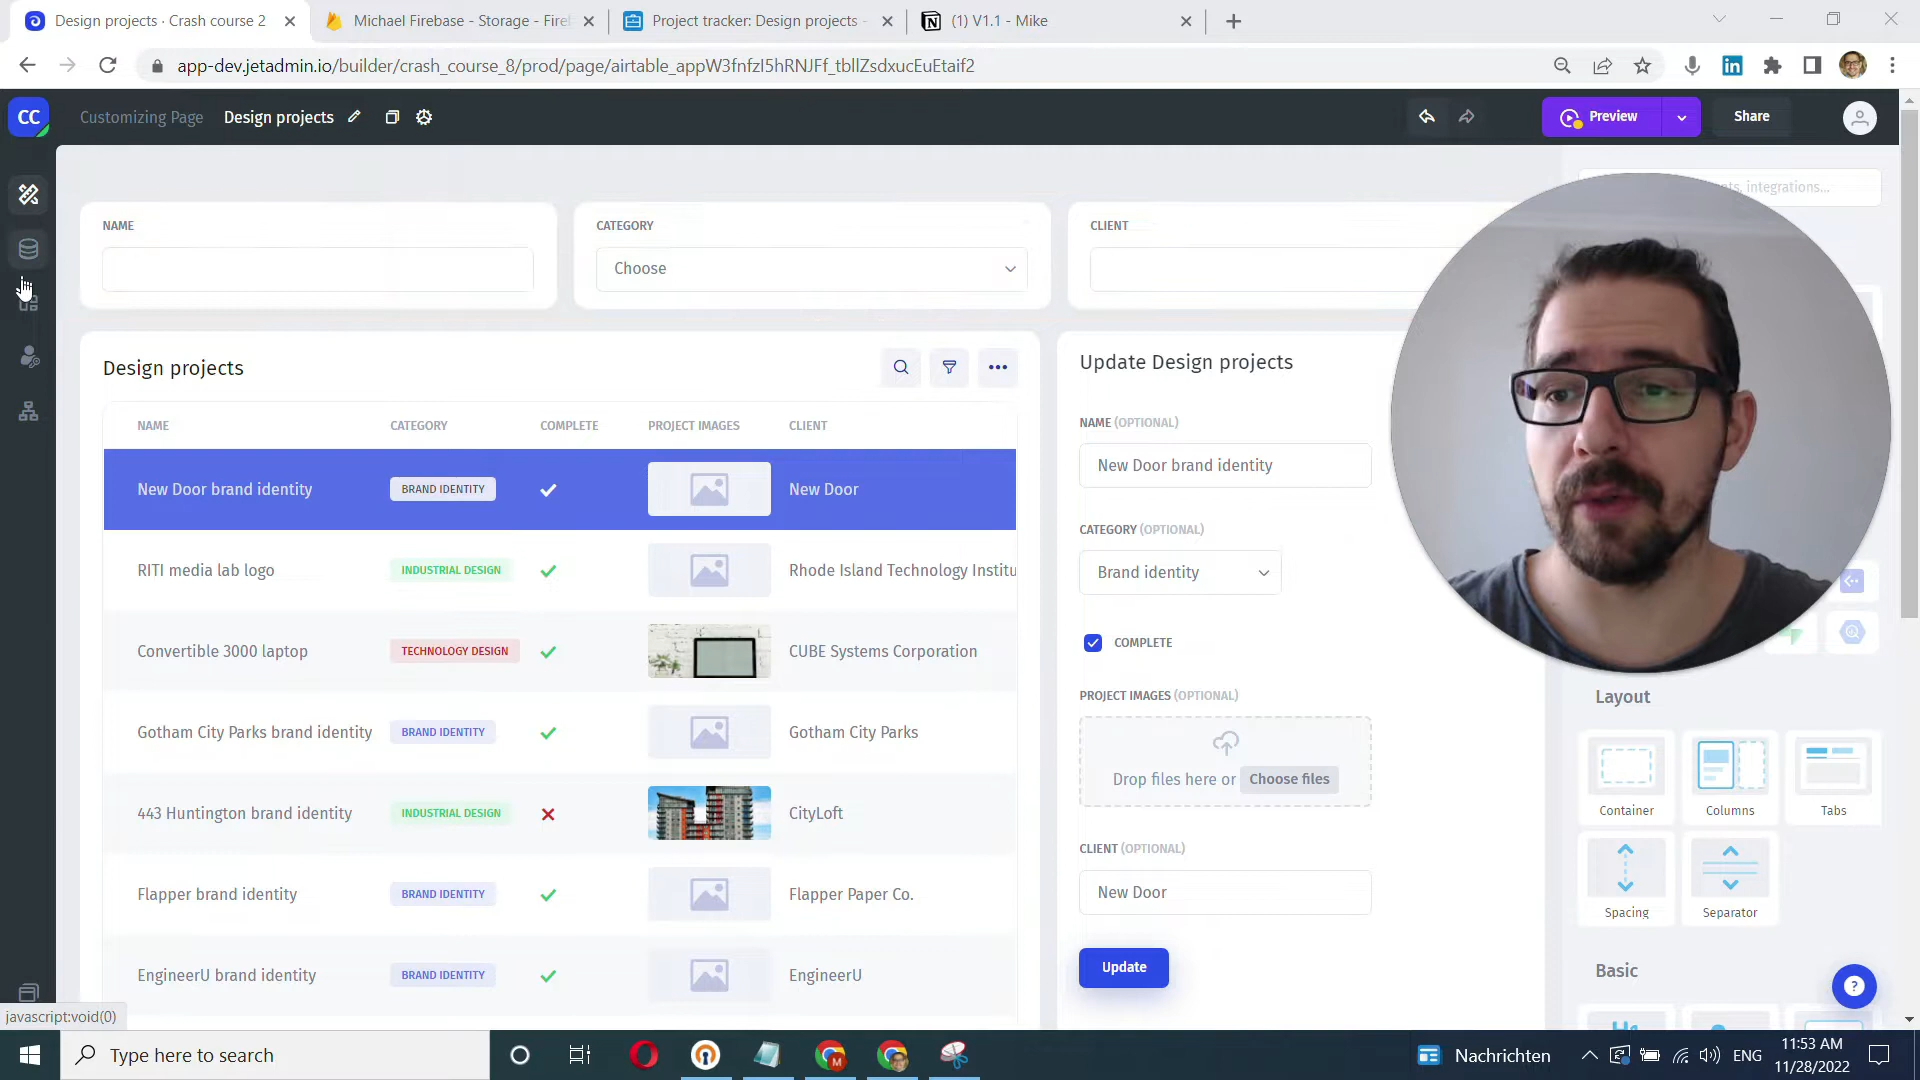 Design projects · Crash course 2
Michael Firebase - Storage - Fire
Project tracker: Design projects -
(1) V1.1 - Mike
app-dev.jetadmin.io/builder/crash_course_8/prod/page/airtable_appW3fnfzI5hRNJFf_tbllZsdxucEuEtaif2
CC
Customizing Page
Design projects
Preview
Share
ts, integrations...
NAME
CATEGORY
CLIENT
Choose
Design projects
NAME CATEGORY COMPLETE PROJECT IMAGES CLIENT
New Door brand identity BRAND IDENTITY New Door
RITI media lab logo INDUSTRIAL DESIGN Rhode Island Technology Institu
Convertible 3000 laptop TECHNOLOGY DESIGN CUBE Systems Corporation
Gotham City Parks brand identity BRAND IDENTITY Gotham City Parks
443 Huntington brand identity INDUSTRIAL DESIGN CityLoft
Flapper brand identity BRAND IDENTITY Flapper Paper Co.
EngineerU brand identity BRAND IDENTITY EngineerU
Update Design projects
NAME (OPTIONAL)
New Door brand identity
CATEGORY (OPTIONAL)
Brand identity
COMPLETE
PROJECT IMAGES (OPTIONAL)
Drop files here or Choose files
CLIENT (OPTIONAL)
New Door
Update
Layout
Container Columns Tabs
Spacing Separator
Basic
?
javascript:void(0)
Type here to search
Nachrichten
ENG
11:53 AM
11/28/2022